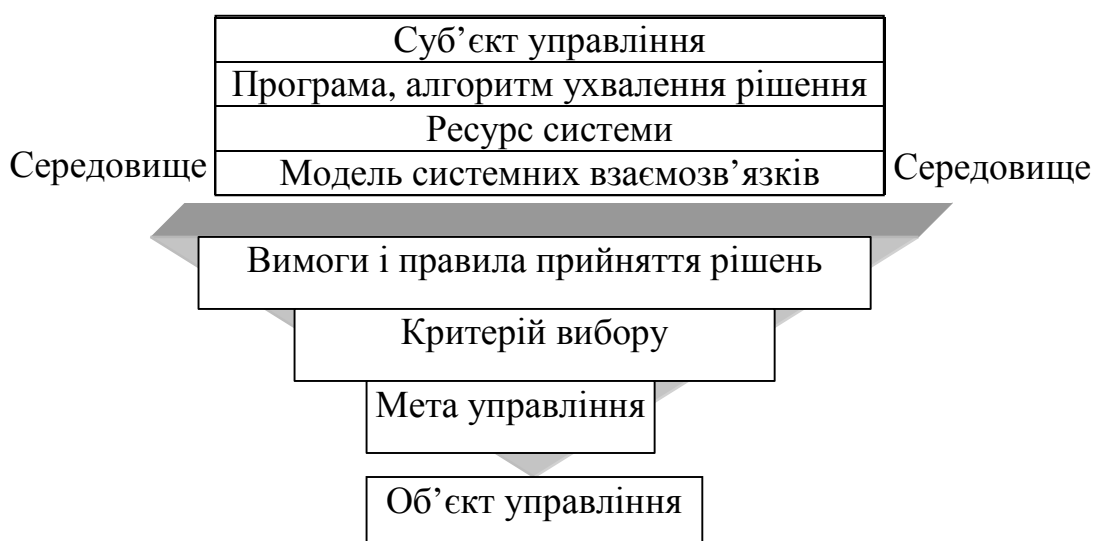 Суб’єкт управління
Програма, алгоритм ухвалення рішення
Ресурс системи
Середовище
Модель системних взаємозв’язків
Середовище
Вимоги і правила прийняття рішень
Критерій вибору
Мета управління
Об’єкт управління